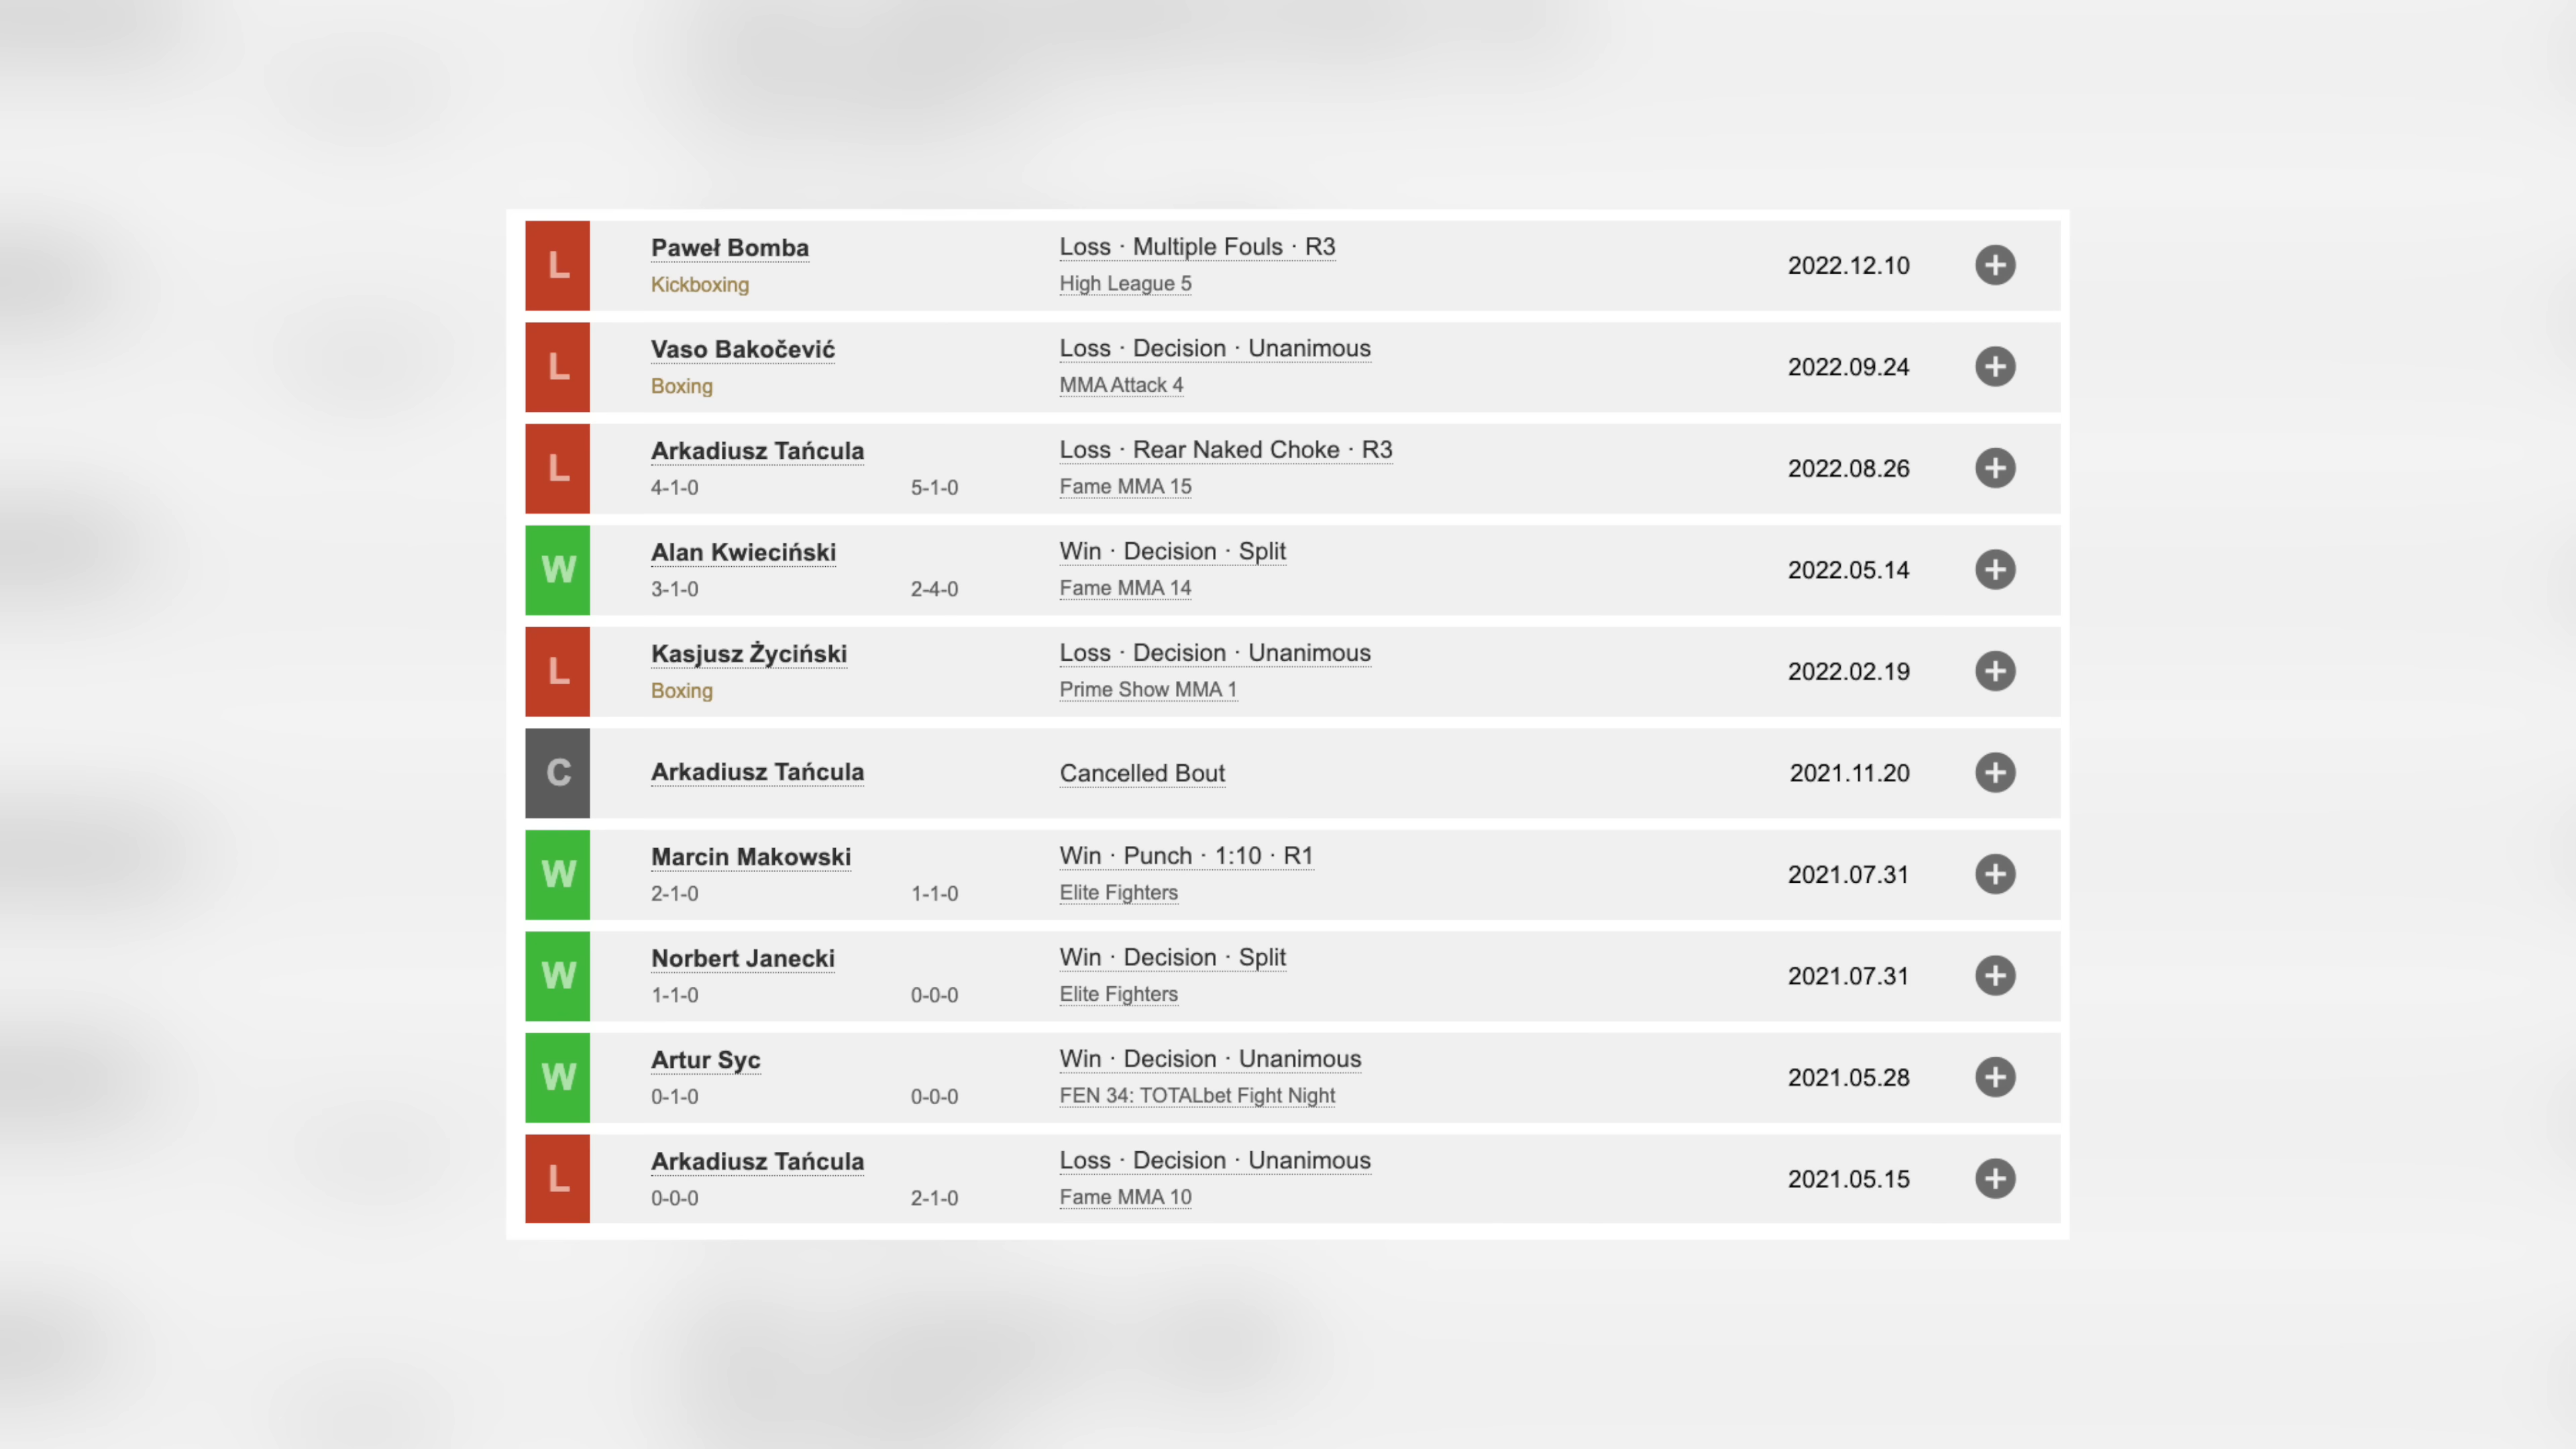 L
Paweł Bomba
Loss · Multiple Fouls · R3
2022.12.10
Kickboxing
High League 5
L
Vaso Bakočević
Loss · Decision · Unanimous
2022.09.24
Boxing
MMA Attack 4
L
Arkadiusz Tańcula
Loss · Rear Naked Choke · R3
2022.08.26
4-1-0 5-1-0
Fame MMA 15
W
Alan Kwieciński
Win · Decision · Split
2022.05.14
3-1-0 2-4-0
Fame MMA 14
L
Kasjusz Życiński
Loss · Decision · Unanimous
2022.02.19
Boxing
Prime Show MMA 1
C
Arkadiusz Tańcula
Cancelled Bout
2021.11.20
W
Marcin Makowski
Win · Punch · 1:10 · R1
2021.07.31
2-1-0 1-1-0
Elite Fighters
W
Norbert Janecki
Win · Decision · Split
2021.07.31
1-1-0 0-0-0
Elite Fighters
W
Artur Syc
Win · Decision · Unanimous
2021.05.28
0-1-0 0-0-0
FEN 34: TOTALbet Fight Night
L
Arkadiusz Tańcula
Loss · Decision · Unanimous
2021.05.15
0-0-0 2-1-0
Fame MMA 10